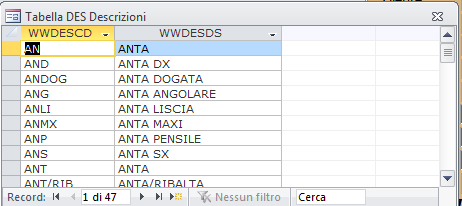 Tabella DES Descrizioni
WWDESCD WWDESDS
AN ANTA
AND ANTA DX
ANDOG ANTA DOGATA
ANG ANTA ANGOLARE
ANLI ANTA LISCIA
ANMX ANTA MAXI
ANP ANTA PENSILE
ANS ANTA SX
ANT ANTA
ANT/RIB ANTA/RIBALTA
Record: 1 di 47 Nessun filtro Cerca